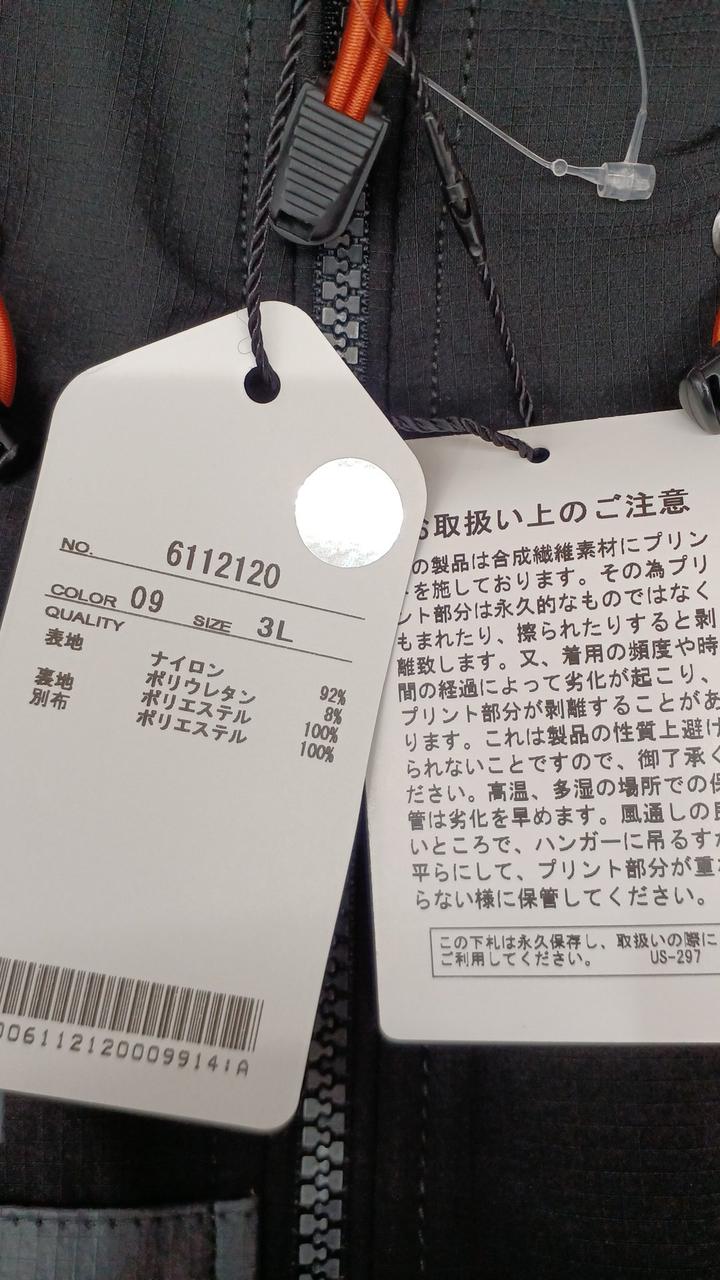 NO. 6112120
COLOR 09 SIZE 3L
QUALITY
表地 ナイロン 92%
ポリウレタン 8%
裏地 ポリエステル 100%
別布 ポリエステル 100%
006112120009914:A
お取扱い上のご注意
の製品は合成繊維素材にプリン
を施しております。その為プリ
ント部分は永久的なものではなく
もまれたり、擦られたりすると剥
離致します。又、着用の頻度や時
間の経過によって劣化が起こり、
プリント部分が剥離することがあ
ります。これは製品の性質上避け
られないことですので、御了承く
ださい。高温、多湿の場所での保
管は劣化を早めます。風通しの良
いところで、ハンガーに吊るすか
平らにして、プリント部分が重な
らない様に保管してください。
この下札は永久保存し、取扱いの際に
ご利用してください。 US-297